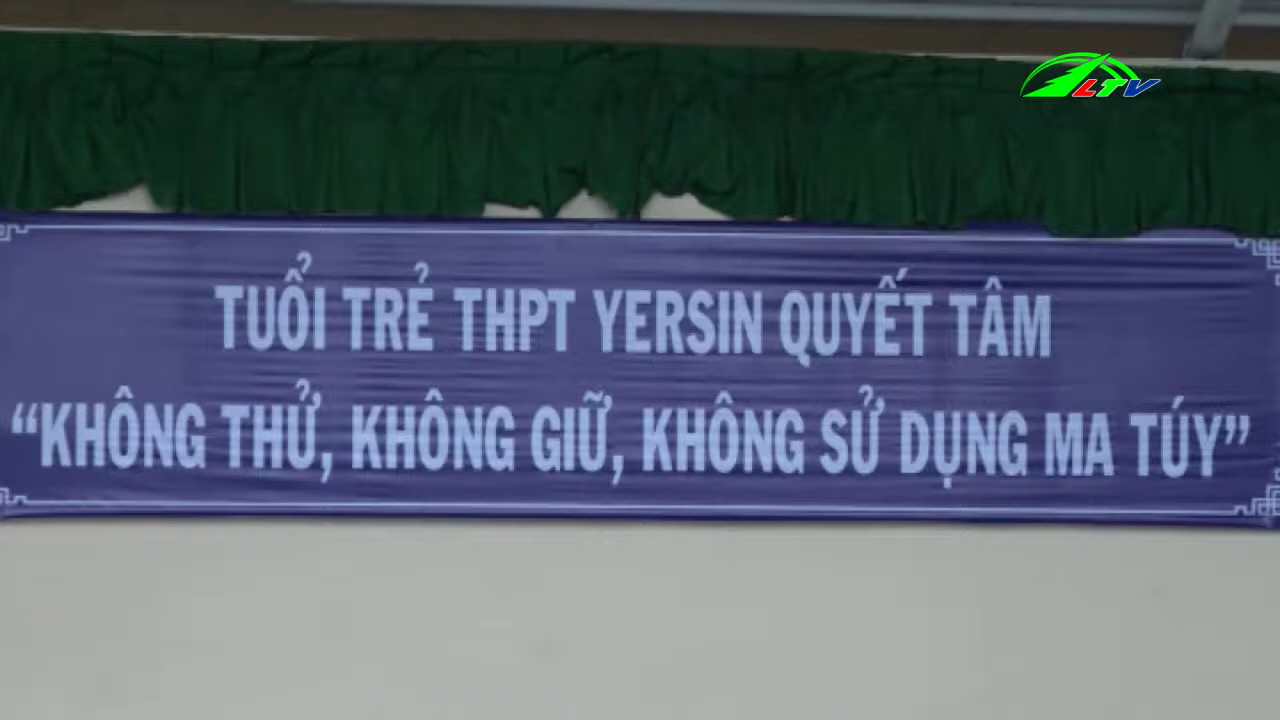 LTV
TUỔI TRẺ THPT YERSIN QUYẾT TÂM
“KHÔNG THỬ, KHÔNG GIỮ, KHÔNG SỬ DỤNG MA TÚY”